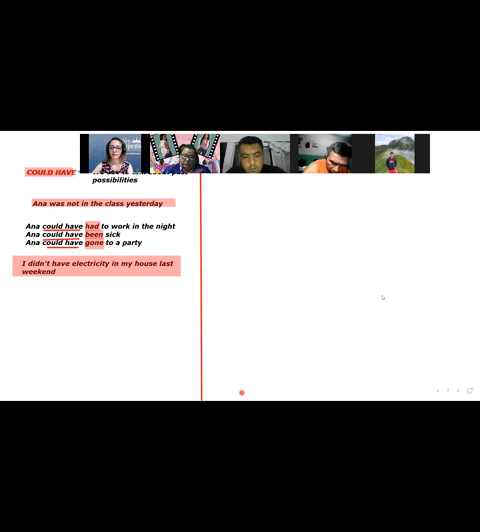 COULD HAVE
possibilities
Ana was not in the class yesterday
Ana could have had to work in the night
Ana could have been sick
Ana could have gone to a party
I didn't have electricity in my house last
weekend